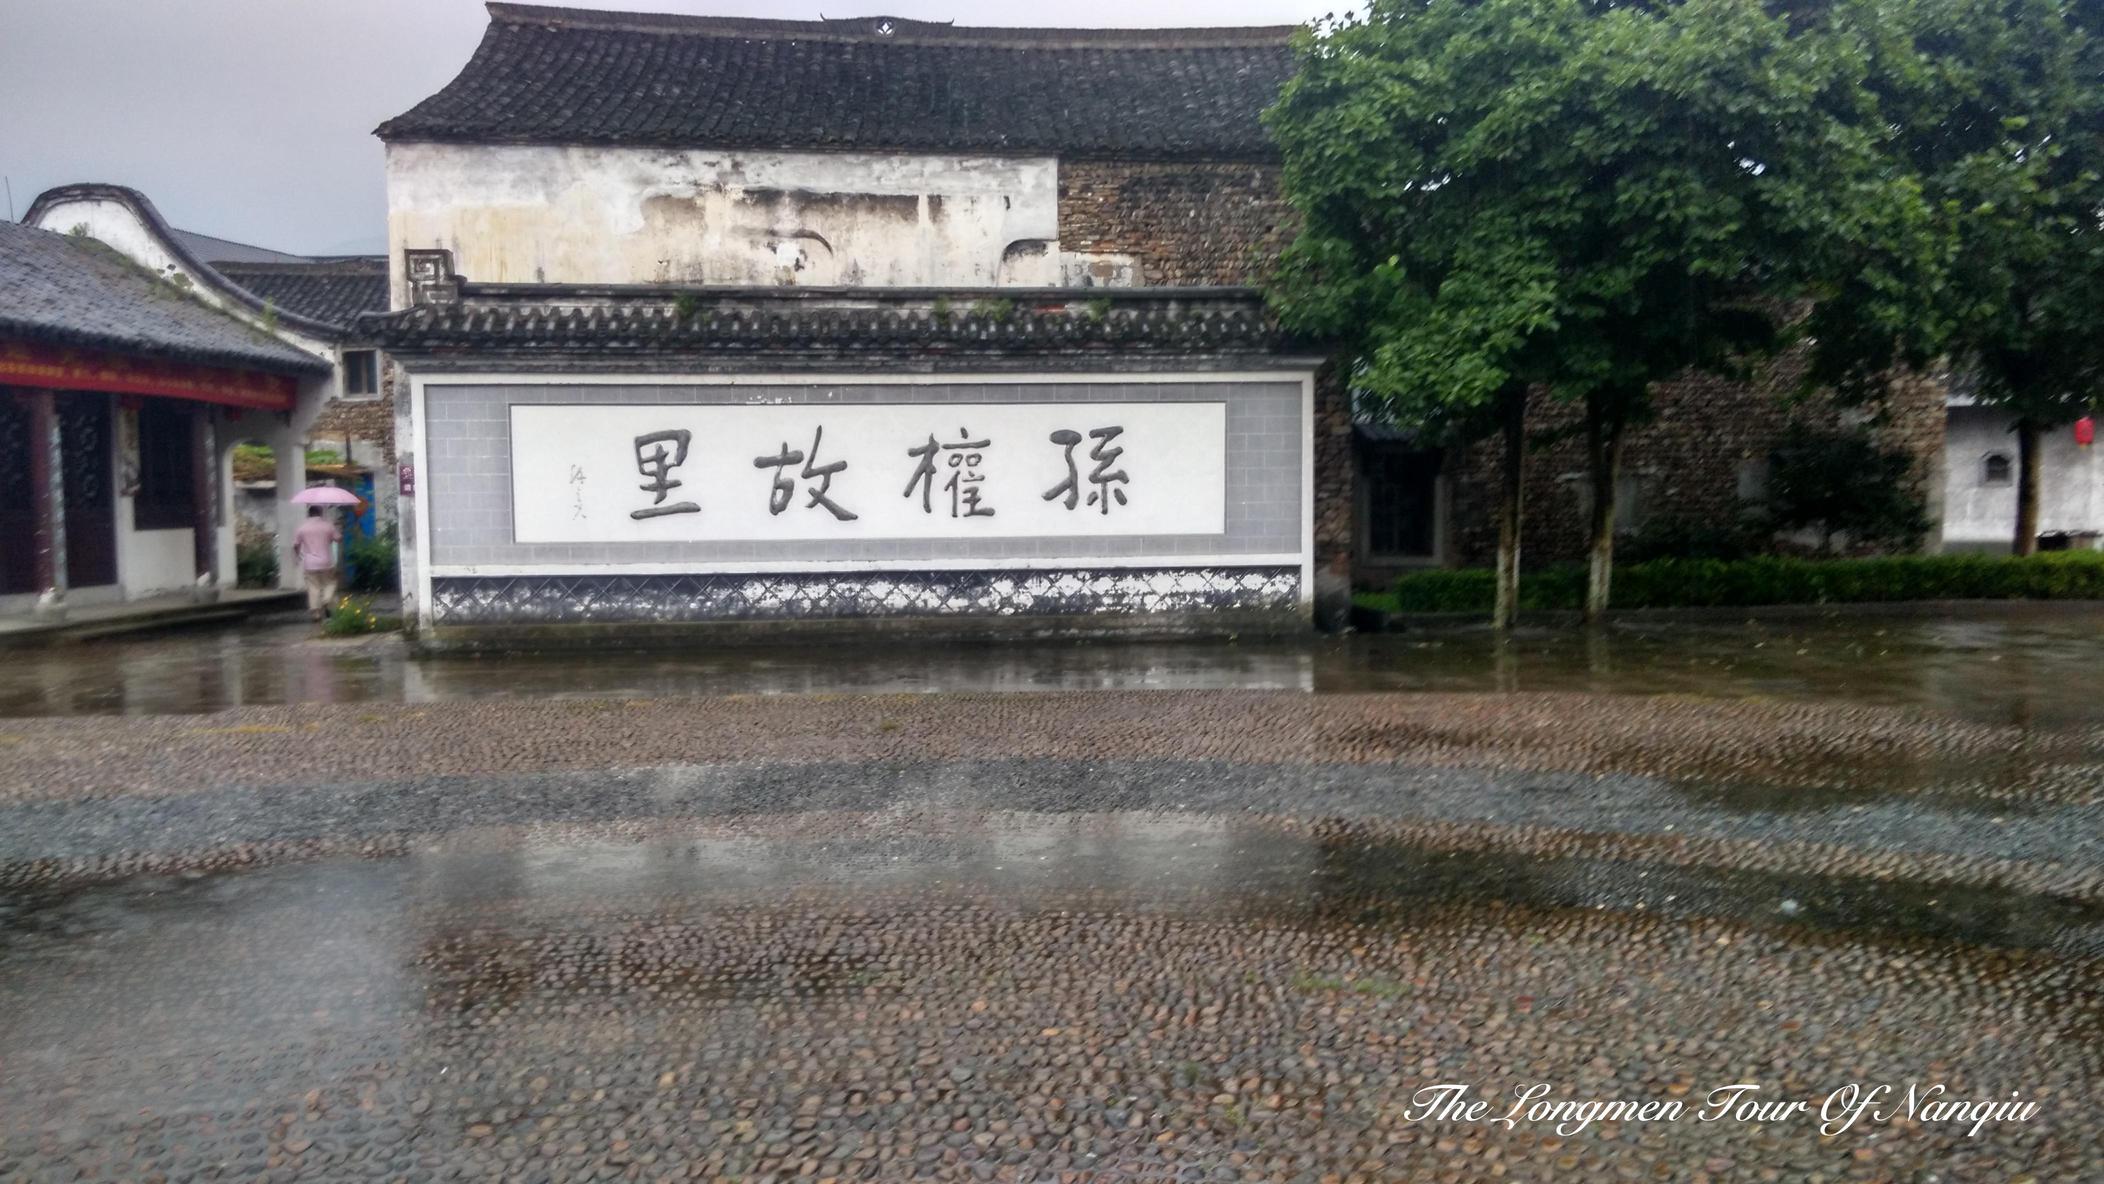 孫權故里
The Longmen Tour Of Nanqiu